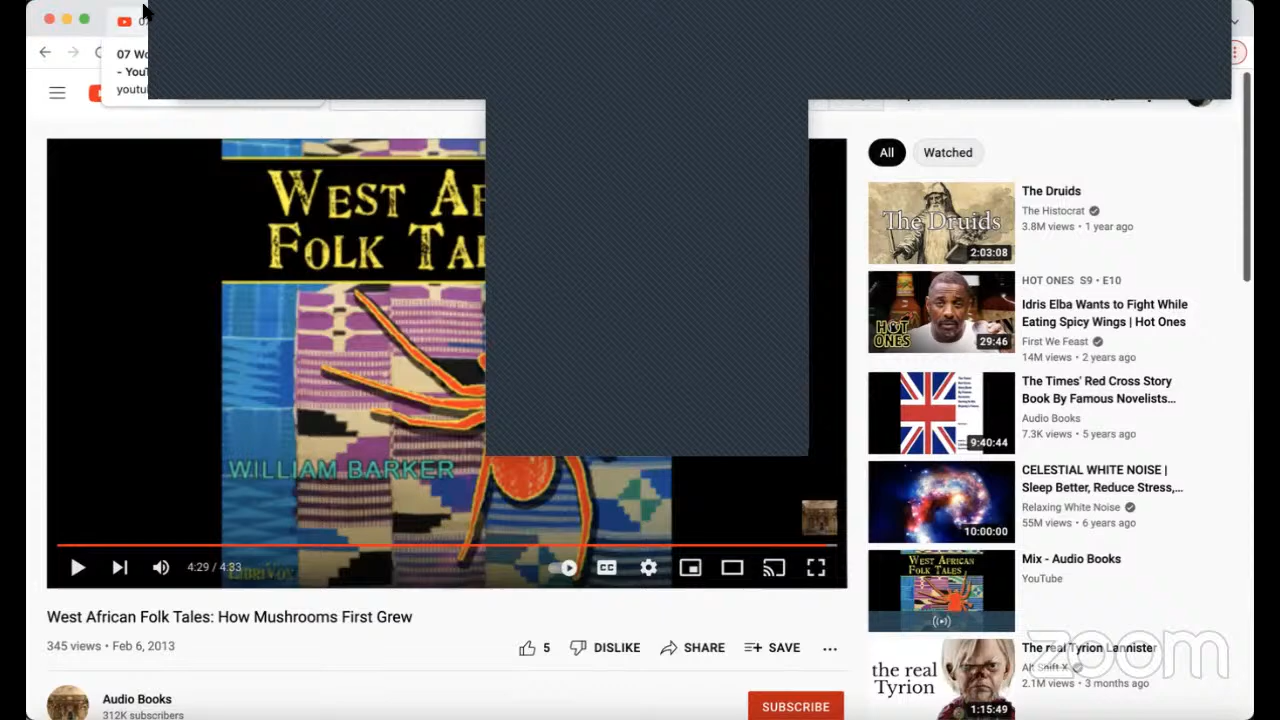 07 Wo
- You
youtu
All
Watched
WEST AF
FOLK TAL
WILLIAM BARKER
LIBRIVOX
4:29 / 4:33
CC
West African Folk Tales: How Mushrooms First Grew
345 views • Feb 6, 2013
5 DISLIKE SHARE SAVE
Audio Books
312K subscribers
SUBSCRIBE
The Druids
2:03:08
The Druids
The Histocrat
3.8M views • 1 year ago
HOT ONES
29:46
HOT ONES S9 • E10
Idris Elba Wants to Fight While
Eating Spicy Wings | Hot Ones
First We Feast
14M views • 2 years ago
9:40:44
The Times' Red Cross Story
Book By Famous Novelists...
Audio Books
7.3K views • 5 years ago
10:00:00
CELESTIAL WHITE NOISE |
Sleep Better, Reduce Stress,...
Relaxing White Noise
55M views • 6 years ago
WEST AFRICAN
FOLK TALES
Mix - Audio Books
YouTube
the real
Tyrion
1:15:49
The real Tyrion Lannister
Alt Shift X
2.1M views • 3 months ago
zoom